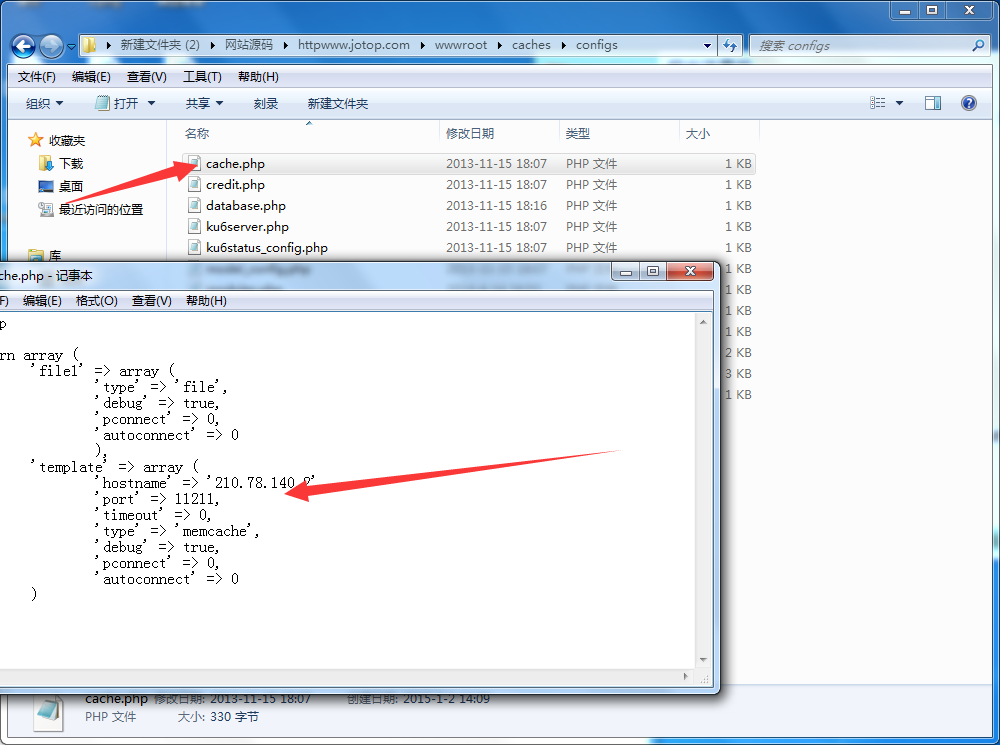 新建文件夹 (2) 网站源码 httpwww.jotop.com wwwroot caches configs
搜索 configs
文件(F) 编辑(E) 查看(V) 工具(T) 帮助(H)
组织 打开 共享 刻录 新建文件夹
名称 修改日期 类型 大小
收藏夹
下载
桌面
最近访问的位置
库
cache.php 2013-11-15 18:07 PHP 文件 1 KB
credit.php 2013-11-15 18:07 PHP 文件 1 KB
database.php 2013-11-15 18:16 PHP 文件 1 KB
ku6server.php 2013-11-15 18:07 PHP 文件 1 KB
ku6status_config.php 2013-11-15 18:07 PHP 文件 1 KB
1 KB
1 KB
1 KB
1 KB
2 KB
3 KB
1 KB
che.php - 记事本
F) 编辑(E) 格式(O) 查看(V) 帮助(H)
p
rn array (
'file1' => array (
'type' => 'file',
'debug' => true,
'pconnect' => 0,
'autoconnect' => 0
),
'template' => array (
'hostname' => '210.78.140.2'
'port' => 11211,
'timeout' => 0,
'type' => 'memcache',
'debug' => true,
'pconnect' => 0,
'autoconnect' => 0
)
cache.php 修改日期: 2013-11-15 18:07 创建日期: 2015-1-2 14:09
PHP 文件 大小: 330 字节